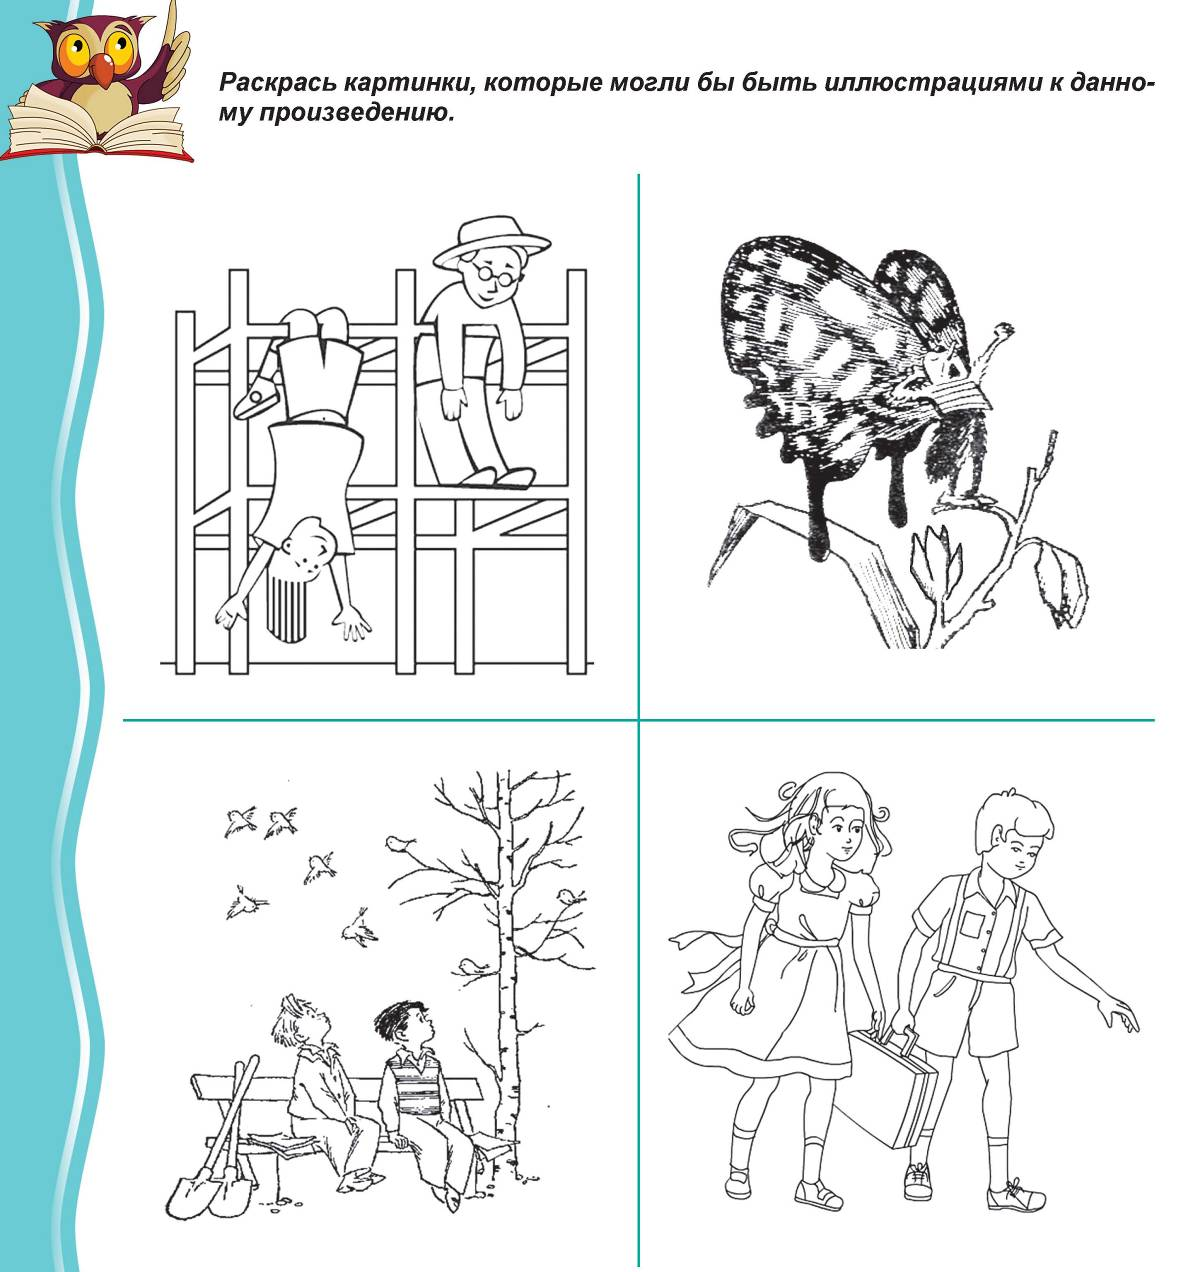 Раскрась картинки, которые могли бы быть иллюстрациями к данно-
му произведению.